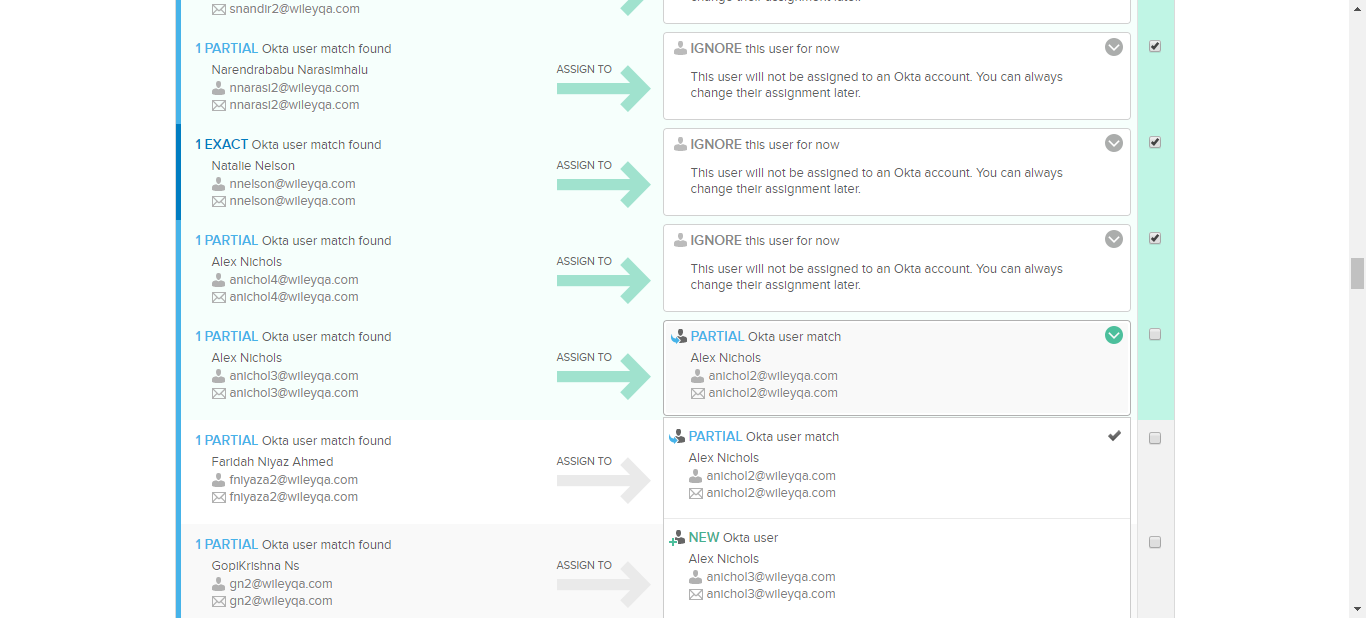 snandir2@wileyqa.com
change their assignment later.
1 PARTIAL Okta user match found
Narendrababu Narasimhalu
nnarasi2@wileyqa.com
nnarasi2@wileyqa.com
ASSIGN TO
IGNORE this user for now
This user will not be assigned to an Okta account. You can always
change their assignment later.
1 EXACT Okta user match found
Natalie Nelson
nnelson@wileyqa.com
nnelson@wileyqa.com
ASSIGN TO
IGNORE this user for now
This user will not be assigned to an Okta account. You can always
change their assignment later.
1 PARTIAL Okta user match found
Alex Nichols
anichol4@wileyqa.com
anichol4@wileyqa.com
ASSIGN TO
IGNORE this user for now
This user will not be assigned to an Okta account. You can always
change their assignment later.
1 PARTIAL Okta user match found
Alex Nichols
anichol3@wileyqa.com
anichol3@wileyqa.com
ASSIGN TO
PARTIAL Okta user match
Alex Nichols
anichol2@wileyqa.com
anichol2@wileyqa.com
1 PARTIAL Okta user match found
Faridah Niyaz Ahmed
fniyaza2@wileyqa.com
fniyaza2@wileyqa.com
ASSIGN TO
PARTIAL Okta user match
Alex Nichols
anichol2@wileyqa.com
anichol2@wileyqa.com
1 PARTIAL Okta user match found
GopiKrishna Ns
gn2@wileyqa.com
gn2@wileyqa.com
ASSIGN TO
NEW Okta user
Alex Nichols
anichol3@wileyqa.com
anichol3@wileyqa.com